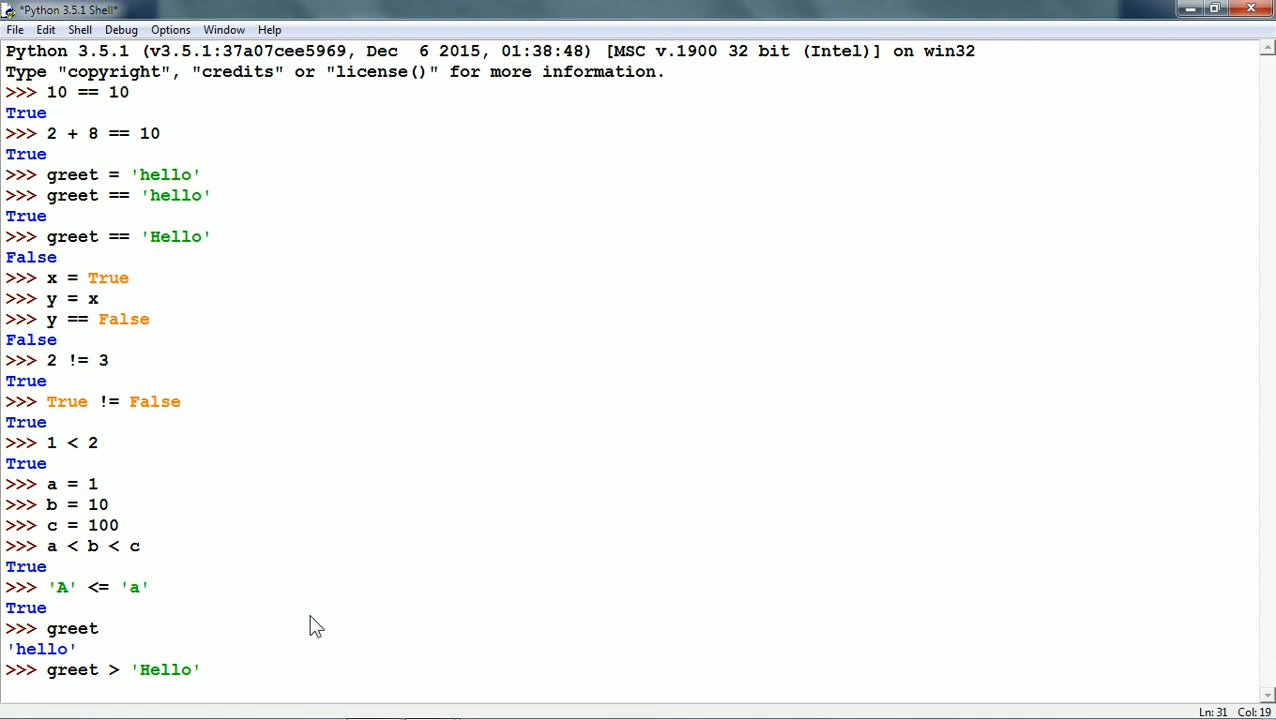 *Python 3.5.1 Shell*
File Edit Shell Debug Options Window Help
Python 3.5.1 (v3.5.1:37a07cee5969, Dec  6 2015, 01:38:48) [MSC v.1900 32 bit (Intel)] on win32
Type "copyright", "credits" or "license()" for more information.
>>> 10 == 10
True
>>> 2 + 8 == 10
True
>>> greet = 'hello'
>>> greet == 'hello'
True
>>> greet == 'Hello'
False
>>> x = True
>>> y = x
>>> y == False
False
>>> 2 != 3
True
>>> True != False
True
>>> 1 < 2
True
>>> a = 1
>>> b = 10
>>> c = 100
>>> a < b < c
True
>>> 'A' <= 'a'
True
>>> greet
'hello'
>>> greet > 'Hello'
Ln: 31 Col: 19